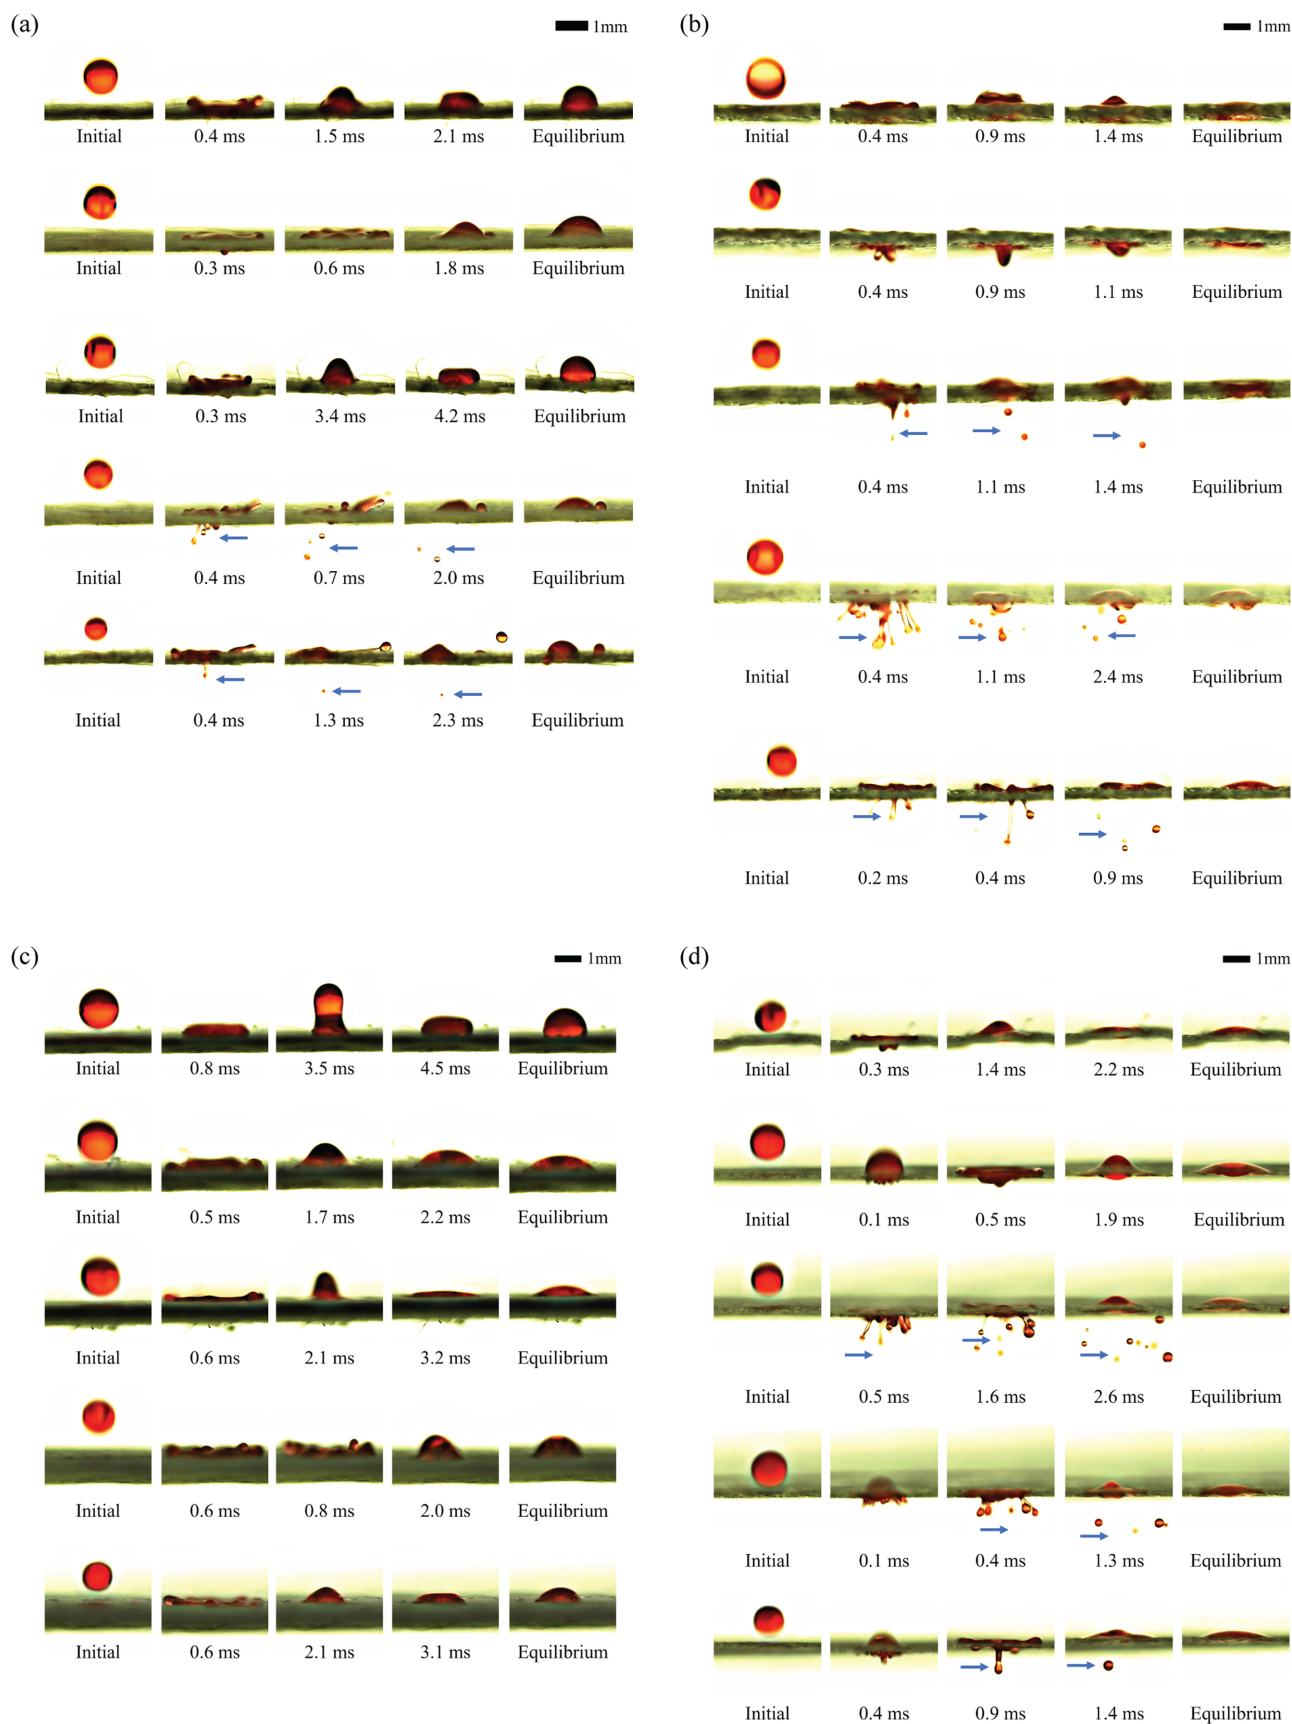 (a)
1mm
Initial 0.4 ms 1.5 ms 2.1 ms Equilibrium
Initial 0.3 ms 0.6 ms 1.8 ms Equilibrium
Initial 0.3 ms 3.4 ms 4.2 ms Equilibrium
Initial 0.4 ms 0.7 ms 2.0 ms Equilibrium
Initial 0.4 ms 1.3 ms 2.3 ms Equilibrium
(b)
1mm
Initial 0.4 ms 0.9 ms 1.4 ms Equilibrium
Initial 0.4 ms 0.9 ms 1.1 ms Equilibrium
Initial 0.4 ms 1.1 ms 1.4 ms Equilibrium
Initial 0.4 ms 1.1 ms 2.4 ms Equilibrium
Initial 0.2 ms 0.4 ms 0.9 ms Equilibrium
(c)
1mm
Initial 0.8 ms 3.5 ms 4.5 ms Equilibrium
Initial 0.5 ms 1.7 ms 2.2 ms Equilibrium
Initial 0.6 ms 2.1 ms 3.2 ms Equilibrium
Initial 0.6 ms 0.8 ms 2.0 ms Equilibrium
Initial 0.6 ms 2.1 ms 3.1 ms Equilibrium
(d)
1mm
Initial 0.3 ms 1.4 ms 2.2 ms Equilibrium
Initial 0.1 ms 0.5 ms 1.9 ms Equilibrium
Initial 0.5 ms 1.6 ms 2.6 ms Equilibrium
Initial 0.1 ms 0.4 ms 1.3 ms Equilibrium
Initial 0.4 ms 0.9 ms 1.4 ms Equilibrium